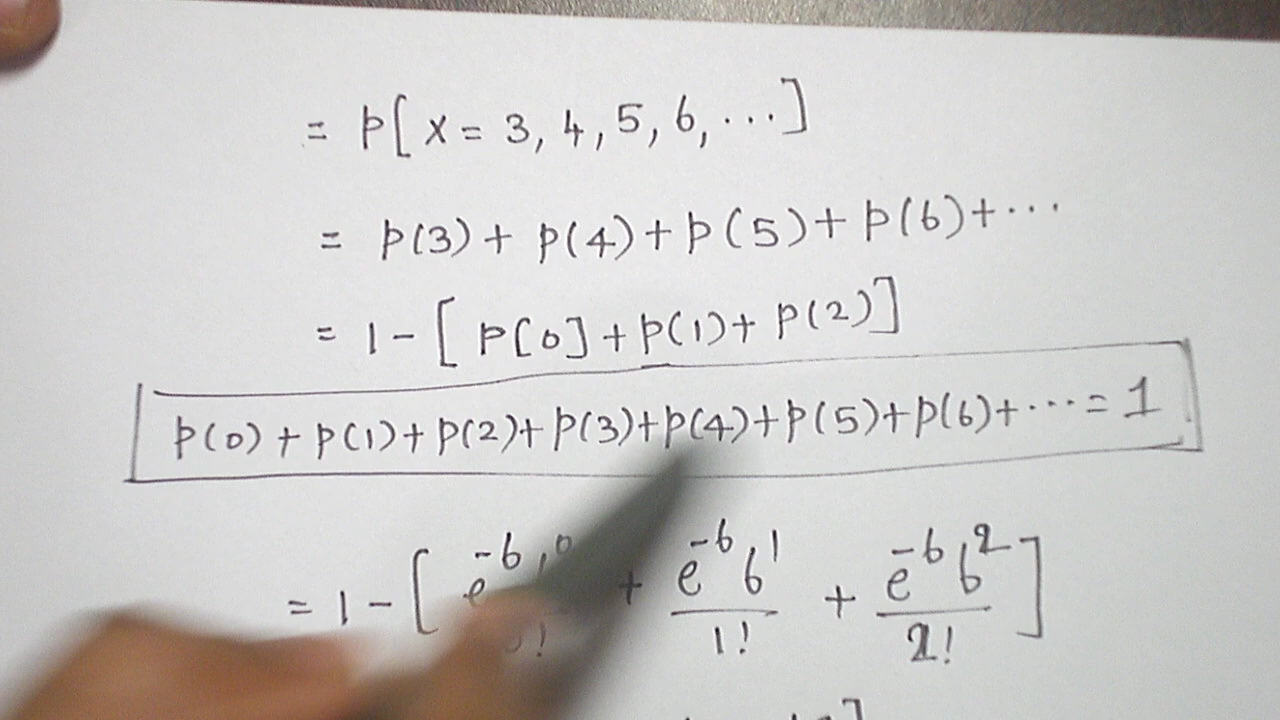 = p[x = 3, 4, 5, 6, ...]
= p(3) + p(4) + p(5) + p(6) + ...
= 1 - [p[0] + p(1) + p(2)]
p(0) + p(1) + p(2) + p(3) + p(4) + p(5) + p(6) + ... = 1
= 1 - [ + e^-6 6^1 / 1! + e^-6 6^2 / 2! ]